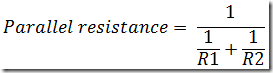 Parallel resistance = 1 / (1/R1 + 1/R2)